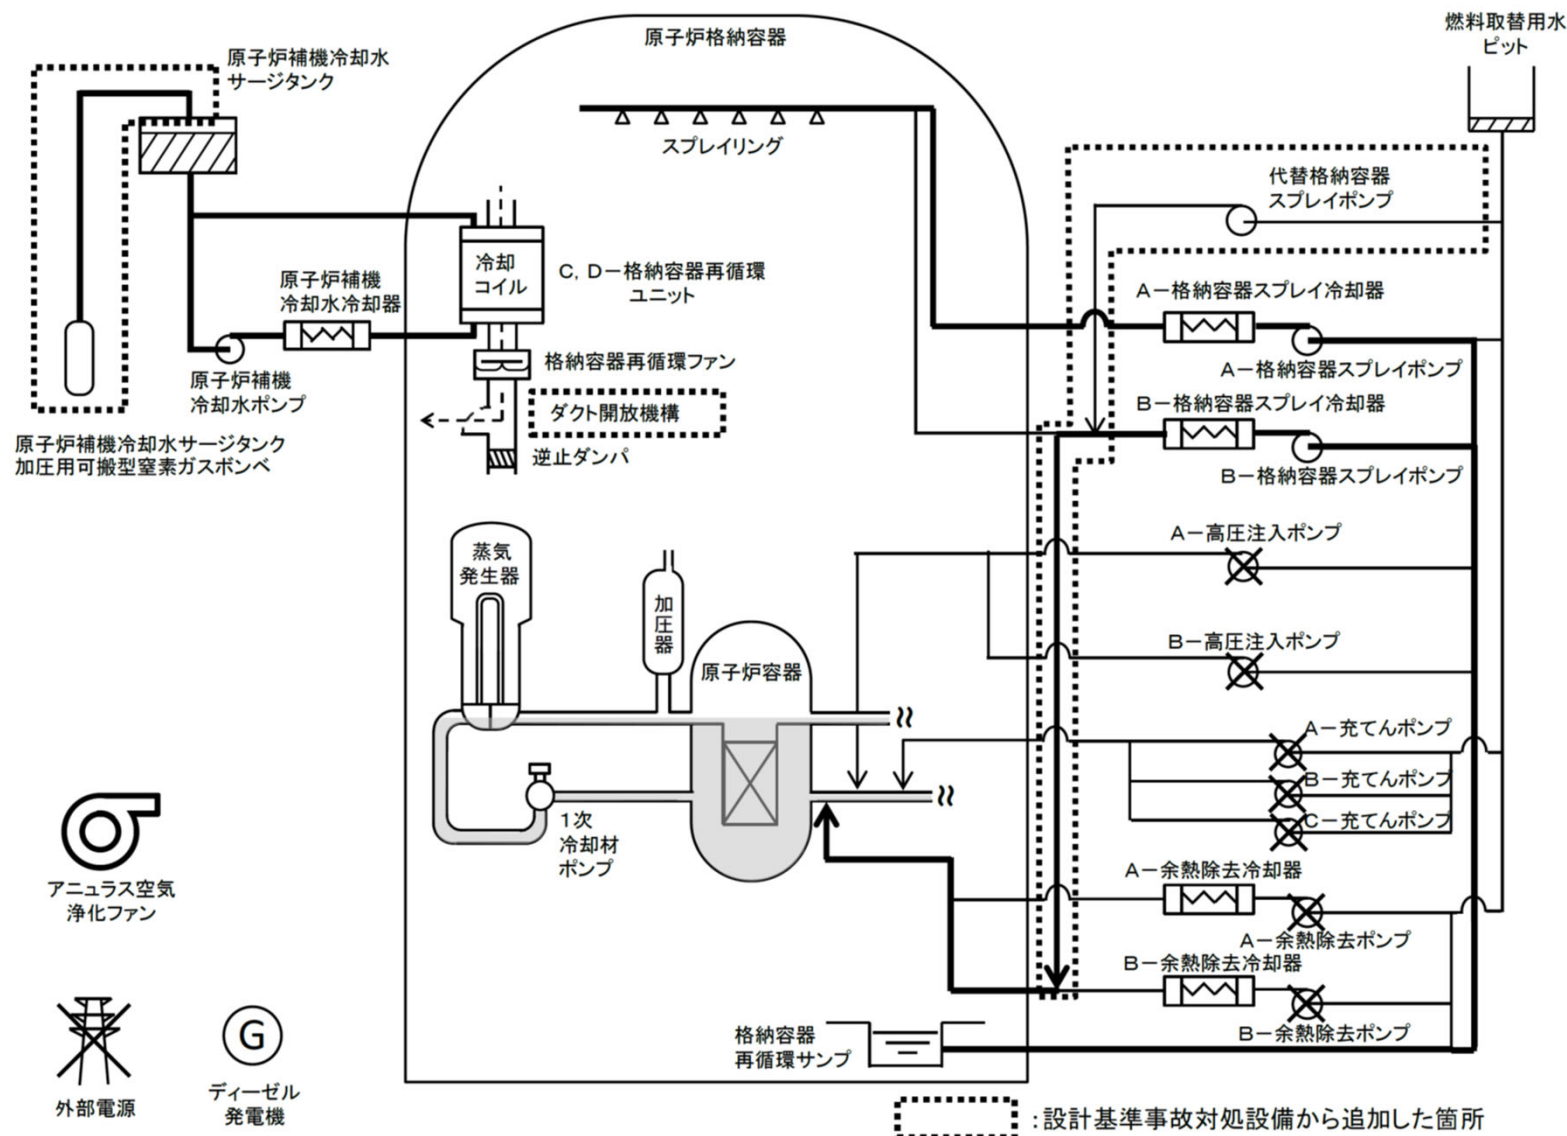 原子炉補機冷却水
サージタンク
原子炉格納容器
燃料取替用水
ピット
スプレイリング
代替格納容器
スプレイポンプ
冷却
コイル
C, D-格納容器再循環
ユニット
原子炉補機
冷却水冷却器
A-格納容器スプレイ冷却器
格納容器再循環ファン
A-格納容器スプレイポンプ
原子炉補機
冷却水ポンプ
ダクト開放機構
B-格納容器スプレイ冷却器
原子炉補機冷却水サージタンク
加圧用可搬型窒素ガスボンベ
逆止ダンパ
B-格納容器スプレイポンプ
蒸気
発生器
A-高圧注入ポンプ
加圧器
B-高圧注入ポンプ
原子炉容器
A-充てんポンプ
B-充てんポンプ
C-充てんポンプ
1次
冷却材
ポンプ
アニュラス空気
浄化ファン
A-余熱除去冷却器
A-余熱除去ポンプ
B-余熱除去冷却器
B-余熱除去ポンプ
格納容器
再循環サンプ
G
外部電源
ディーゼル
発電機
:設計基準事故対処設備から追加した箇所